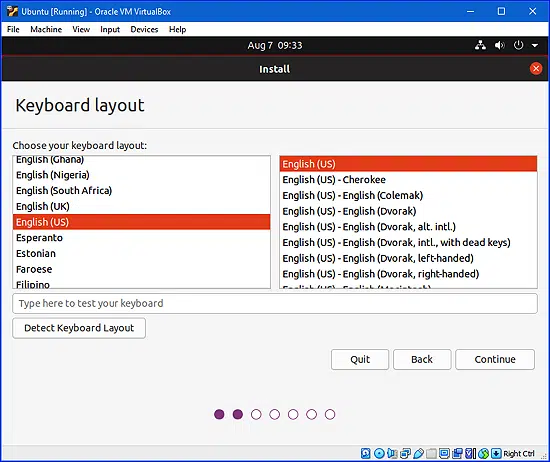 Ubuntu [Running] - Oracle VM VirtualBox
File Machine View Input Devices Help
Aug 7 09:33
Install
Keyboard layout
Choose your keyboard layout:
English (Ghana)
English (Nigeria)
English (South Africa)
English (UK)
English (US)
Esperanto
Estonian
Faroese
Filipino
English (US)
English (US) - Cherokee
English (US) - English (Colemak)
English (US) - English (Dvorak)
English (US) - English (Dvorak, alt. intl.)
English (US) - English (Dvorak, intl., with dead keys)
English (US) - English (Dvorak, left-handed)
English (US) - English (Dvorak, right-handed)
English (US) - English (Macintosh)
Type here to test your keyboard
Detect Keyboard Layout
Quit Back Continue
Right Ctrl